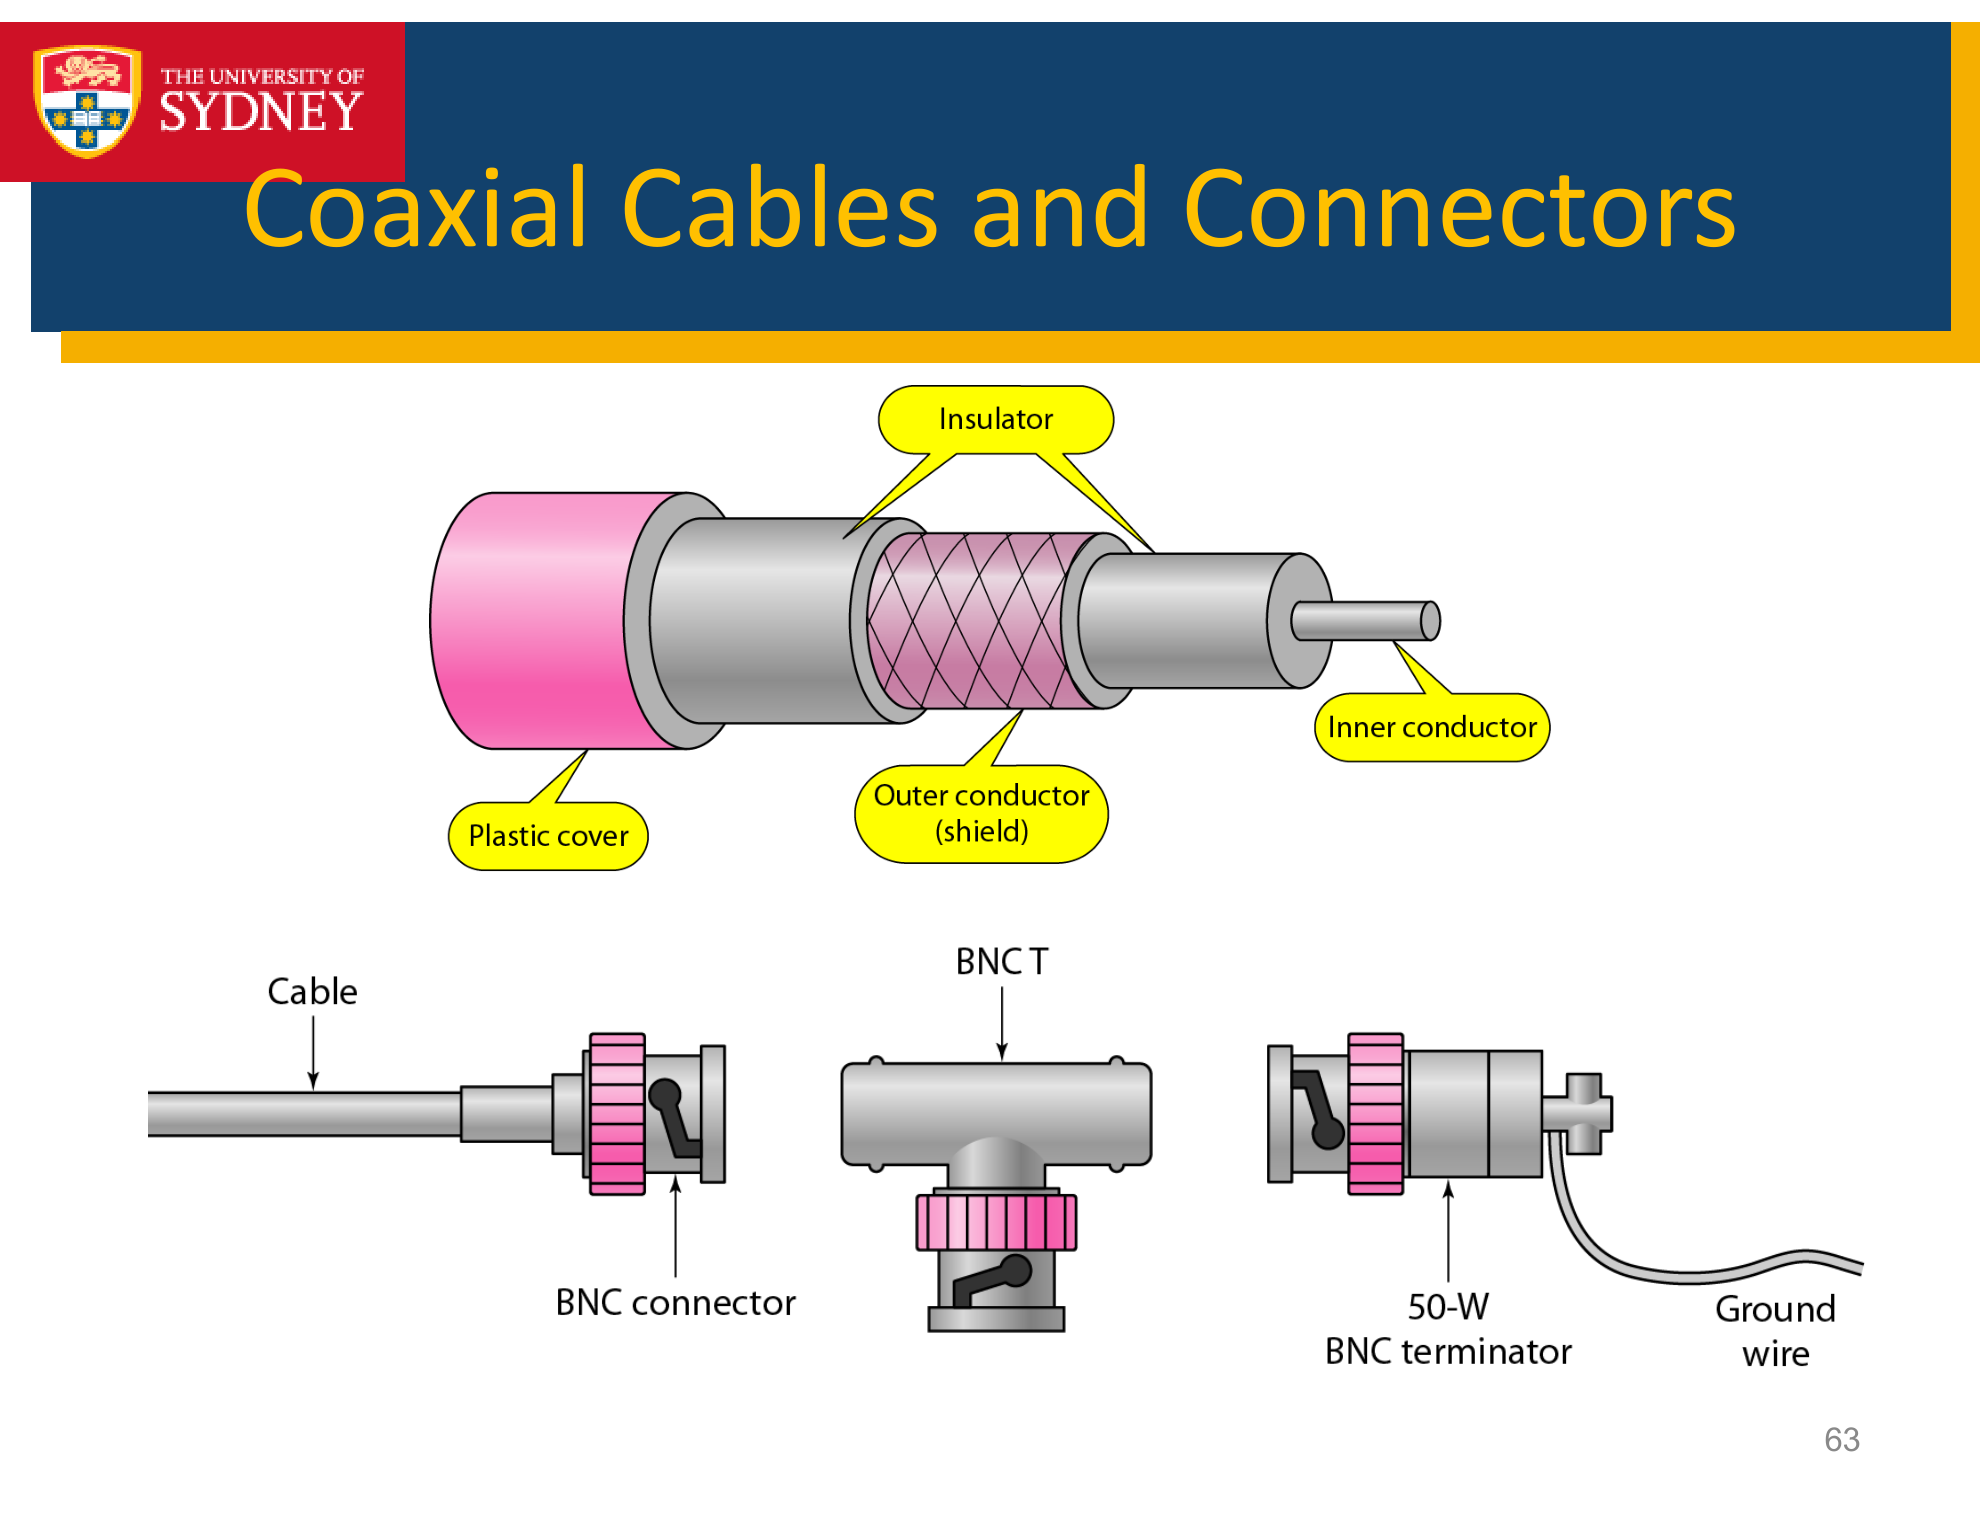 THE UNIVERSITY OF
SYDNEY
Coaxial Cables and Connectors
Insulator
Inner conductor
Outer conductor
(shield)
Plastic cover
BNC T
Cable
BNC connector
50-W
BNC terminator
Ground
wire
63